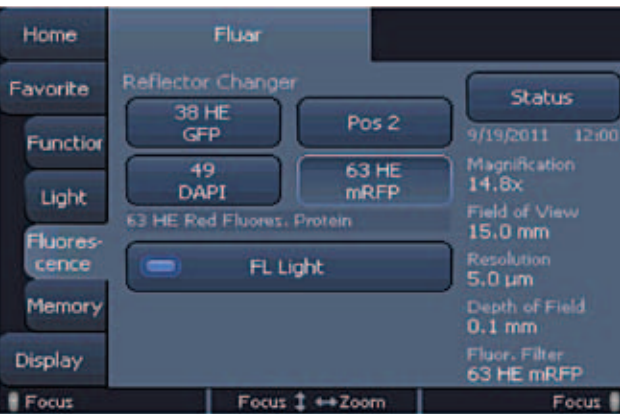 Home
Favorite
Function
Light
Fluores-
cence
Memory
Display
Fluar
Reflector Changer
38 HE
GFP
Pos 2
49
DAPI
63 HE
mRFP
63 HE Red Fluores. Protein
FL Light
Status
9/19/2011 12:00
Magnification
14.8x
Field of View
15.0 mm
Resolution
5.0 µm
Depth of Field
0.1 mm
Fluor. Filter
63 HE mRFP
Focus
Focus ↕ ↔ Zoom
Focus